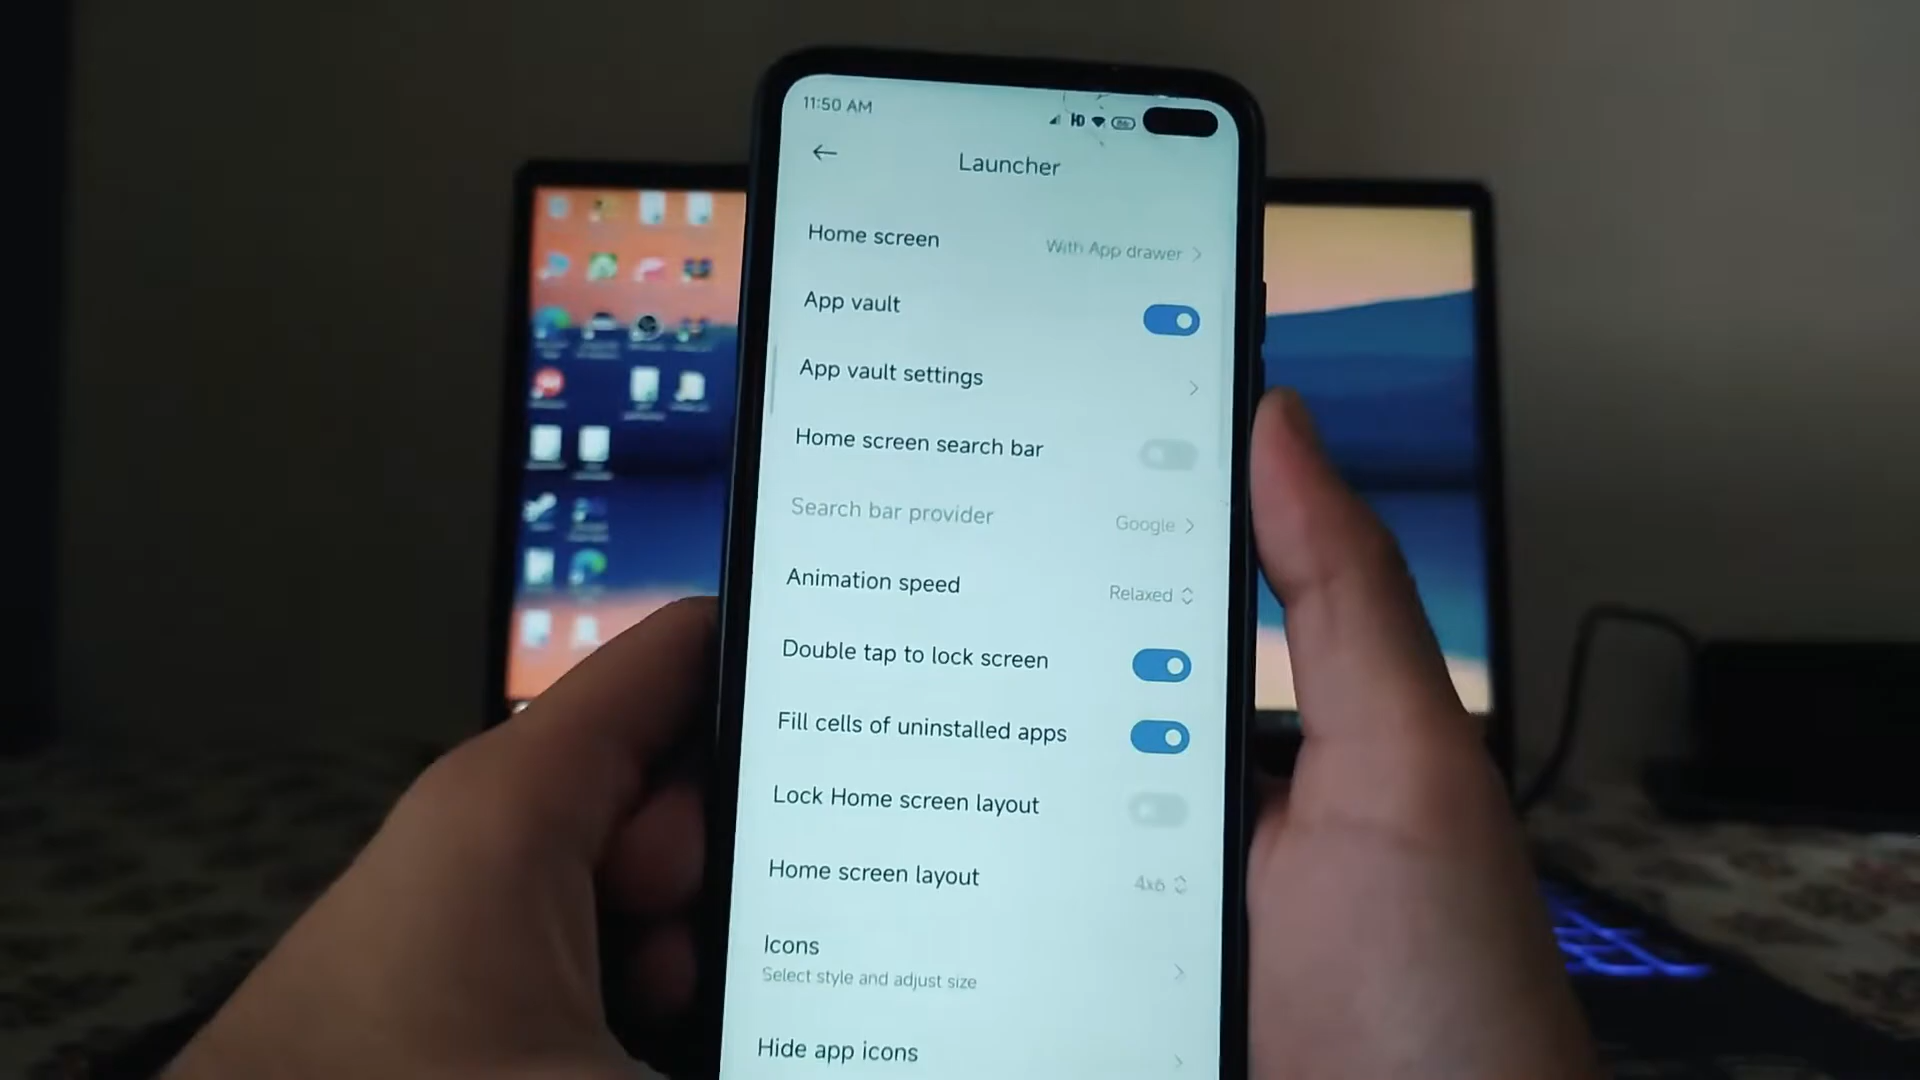 11:50 AM
HD
Launcher
Home screen
With App drawer
App vault
App vault settings
Home screen search bar
Search bar provider
Google
Animation speed
Relaxed
Double tap to lock screen
Fill cells of uninstalled apps
Lock Home screen layout
Home screen layout
4x6
Icons
Select style and adjust size
Hide app icons